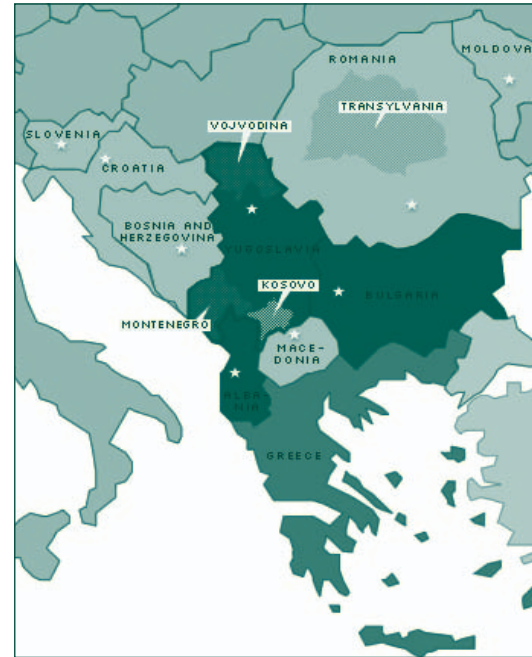 MOLDOVA
ROMANIA
TRANSYLVANIA
VOJVODINA
SLOVENIA
CROATIA
BOSNIA AND
HERZEGOVINA
YUGOSLAVIA
KOSOVO
BULGARIA
MONTENEGRO
MACE-
DONIA
ALBA-
NIA
GREECE